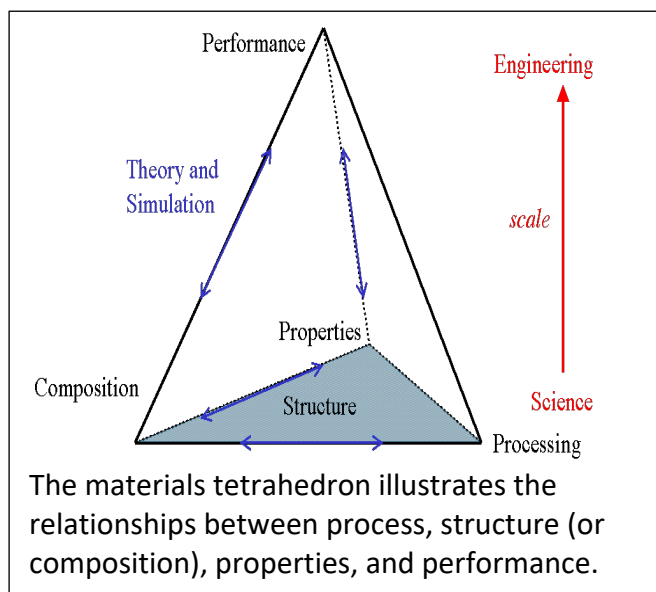 Performance
Engineering
Theory and
Simulation
scale
Properties
Composition
Structure
Science
Processing
The materials tetrahedron illustrates the
relationships between process, structure (or
composition), properties, and performance.